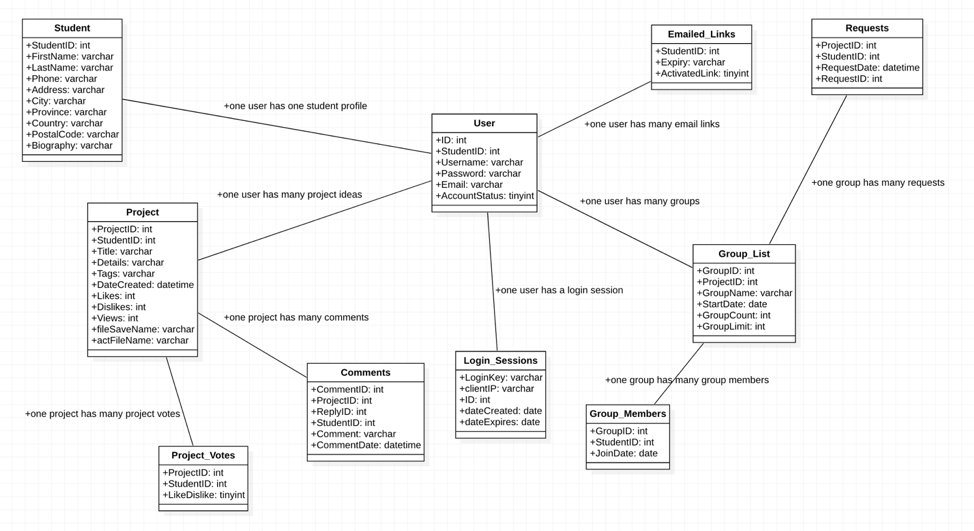 Student
+StudentID: int
+FirstName: varchar
+LastName: varchar
+Phone: varchar
+Address: varchar
+City: varchar
+Province: varchar
+Country: varchar
+PostalCode: varchar
+Biography: varchar
Emailed_Links
+StudentID: int
+Expiry: varchar
+ActivatedLink: tinyint
Requests
+ProjectID: int
+StudentID: int
+RequestDate: datetime
+RequestID: int
+one user has one student profile
+one user has many email links
User
+ID: int
+StudentID: int
+Username: varchar
+Password: varchar
+Email: varchar
+AccountStatus: tinyint
+one group has many requests
+one user has many project ideas
+one user has many groups
Project
+ProjectID: int
+StudentID: int
+Title: varchar
+Details: varchar
+Tags: varchar
+DateCreated: datetime
+Likes: int
+Dislikes: int
+Views: int
+fileSaveName: varchar
+actFileName: varchar
Group_List
+GroupID: int
+ProjectID: int
+GroupName: varchar
+StartDate: date
+GroupCount: int
+GroupLimit: int
+one user has a login session
+one project has many comments
Comments
+CommentID: int
+ProjectID: int
+ReplyID: int
+StudentID: int
+Comment: varchar
+CommentDate: datetime
Login_Sessions
+LoginKey: varchar
+clientIP: varchar
+ID: int
+dateCreated: date
+dateExpires: date
+one group has many group members
Group_Members
+GroupID: int
+StudentID: int
+JoinDate: date
+one project has many project votes
Project_Votes
+ProjectID: int
+StudentID: int
+LikeDislike: tinyint